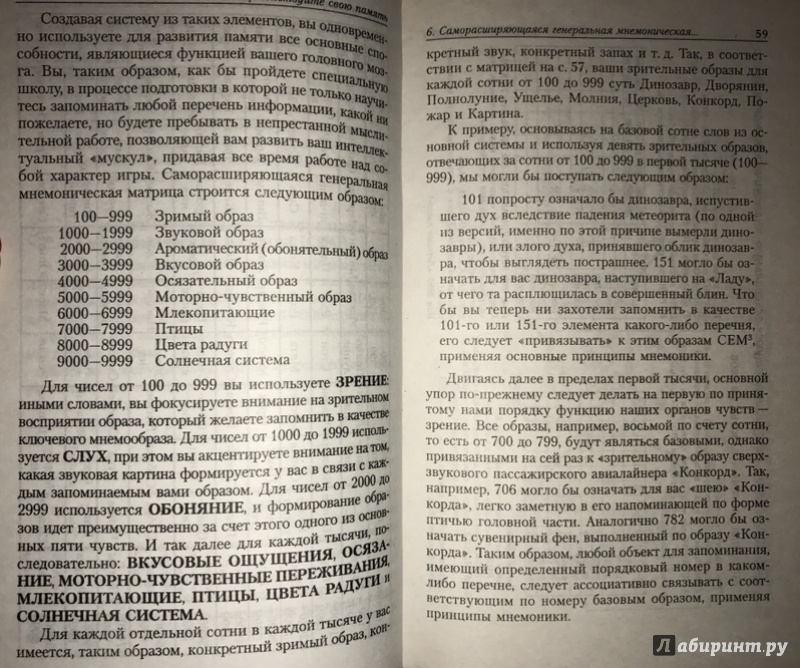 свою память
Создавая систему из таких элементов, вы одновремен-
но используете для развития памяти все основные спо-
собности, являющиеся функцией вашего головного моз-
га. Вы, таким образом, как бы пройдете специальную
школу, в процессе подготовки в которой не только научи-
тесь запоминать любой перечень информации, какой ни
пожелаете, но будете пребывать в непрестанной мысли-
тельной работе, позволяющей вам развить ваш интеллек-
туальный «мускул», придавая все время работе над со-
бой характер игры. Саморасширяющаяся генеральная
мнемоническая матрица строится следующим образом:
100—999 Зримый образ
1000—1999 Звуковой образ
2000—2999 Ароматический (обонятельный) образ
3000—3999 Вкусовой образ
4000—4999 Осязательный образ
5000—5999 Моторно-чувственный образ
6000—6999 Млекопитающие
7000—7999 Птицы
8000—8999 Цвета радуги
9000—9999 Солнечная система
Для чисел от 100 до 999 вы используете ЗРЕНИЕ:
иными словами, вы фокусируете внимание на зрительном
восприятии образа, который желаете запомнить в качестве
ключевого мнемообраза. Для чисел от 1000 до 1999 исполь-
зуется СЛУХ, при этом вы акцентируете внимание на том,
какая звуковая картина формируется у вас в связи с каж-
дым запоминаемым вами образом. Для чисел от 2000 до
2999 используется ОБОНЯНИЕ, и формирование обра-
зов идет преимущественно за счет этого одного из основ-
ных пяти чувств. И так далее для каждой тысячи, по-
следовательно: ВКУСОВЫЕ ОЩУЩЕНИЯ, ОСЯЗА-
НИЕ, МОТОРНО-ЧУВСТВЕННЫЕ ПЕРЕЖИВАНИЯ,
МЛЕКОПИТАЮЩИЕ, ПТИЦЫ, ЦВЕТА РАДУГИ и
СОЛНЕЧНАЯ СИСТЕМА.
Для каждой отдельной сотни в каждой тысяче у вас
имеется, таким образом, конкретный зримый образ, кон-
6. Саморасширяющаяся генеральная мнемоническая... 59
кретный звук, конкретный запах и т. д. Так, в соответ-
ствии с матрицей на с. 57, ваши зрительные образы для
каждой сотни от 100 до 999 суть Динозавр, Дворянин,
Полнолуние, Ущелье, Молния, Церковь, Конкорд, По-
жар и Картина.
К примеру, основываясь на базовой сотне слов из ос-
новной системы и используя девять зрительных образов,
отвечающих за сотни от 100 до 999 в первой тысяче (100—
999), мы могли бы поступать следующим образом:
101 попросту означало бы динозавра, испустив-
шего дух вследствие падения метеорита (по одной
из версий, именно по этой причине вымерли дино-
завры), или злого духа, принявшего облик динозав-
ра, чтобы выглядеть пострашнее. 151 могло бы оз-
начать для вас динозавра, наступившего на «Ладу»,
от чего та расплющилась в совершенный блин. Что
бы вы теперь ни захотели запомнить в качестве
101-го или 151-го элемента какого-либо перечня,
его следует «привязывать» к этим образам СЕМ³,
применяя основные принципы мнемоники.
Двигаясь далее в пределах первой тысячи, основной
упор по-прежнему следует делать на первую по приня-
тому нами порядку функцию наших органов чувств —
зрение. Все образы, например, восьмой по счету сотни,
то есть от 700 до 799, будут являться базовыми, однако
привязанными на сей раз к «зрительному» образу сверх-
звукового пассажирского авиалайнера «Конкорд». Так,
например, 706 могло бы означать для вас «шею» «Кон-
корда», легко заметную в его напоминающей по форме
птичью головной части. Аналогично 782 могло бы оз-
начать сувенирный фен, выполненный по образу «Кон-
корда». Таким образом, любой объект для запоминания,
имеющий определенный порядковый номер в каком-
либо перечне, следует ассоциативно связывать с соот-
ветствующим по номеру базовым образом, применяя
принципы мнемоники.
Лабиринт.ру